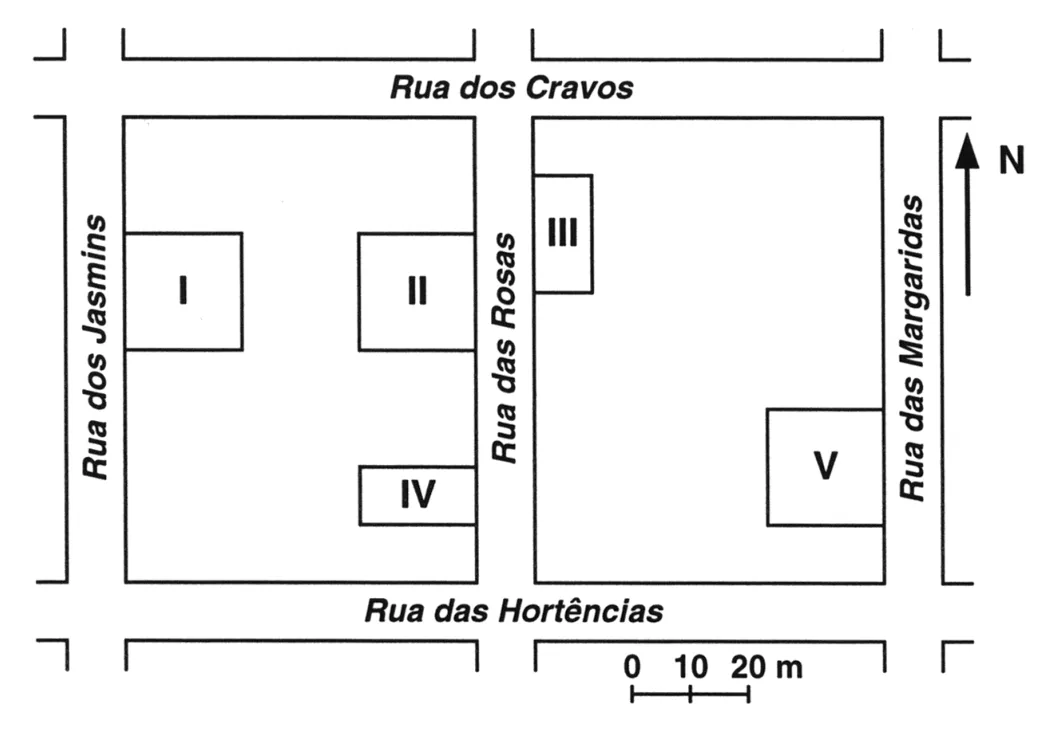 Rua dos Cravos
N
Rua dos Jasmins
I
II
Rua das Rosas
III
Rua das Margaridas
IV
V
Rua das Hortências
0 10 20 m